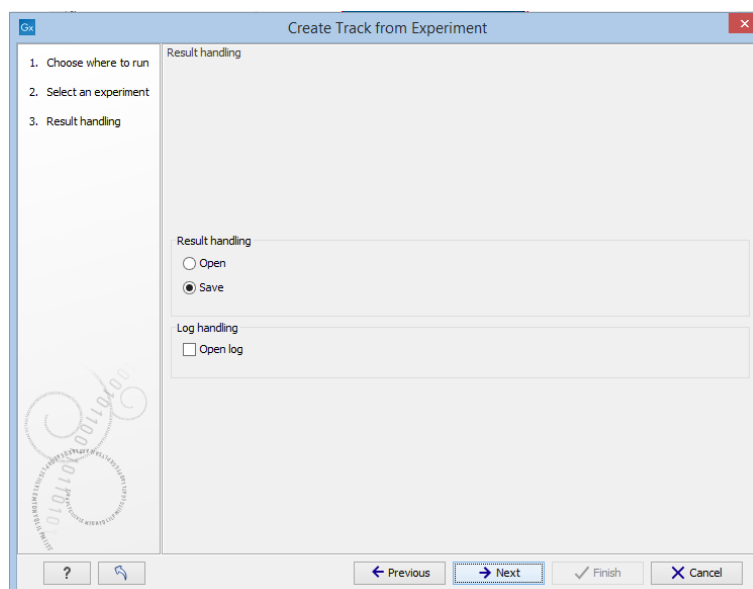 Gx
Create Track from Experiment
1. Choose where to run
2. Select an experiment
3. Result handling
Result handling
Result handling
Open
Save
Log handling
Open log
? Previous Next Finish Cancel